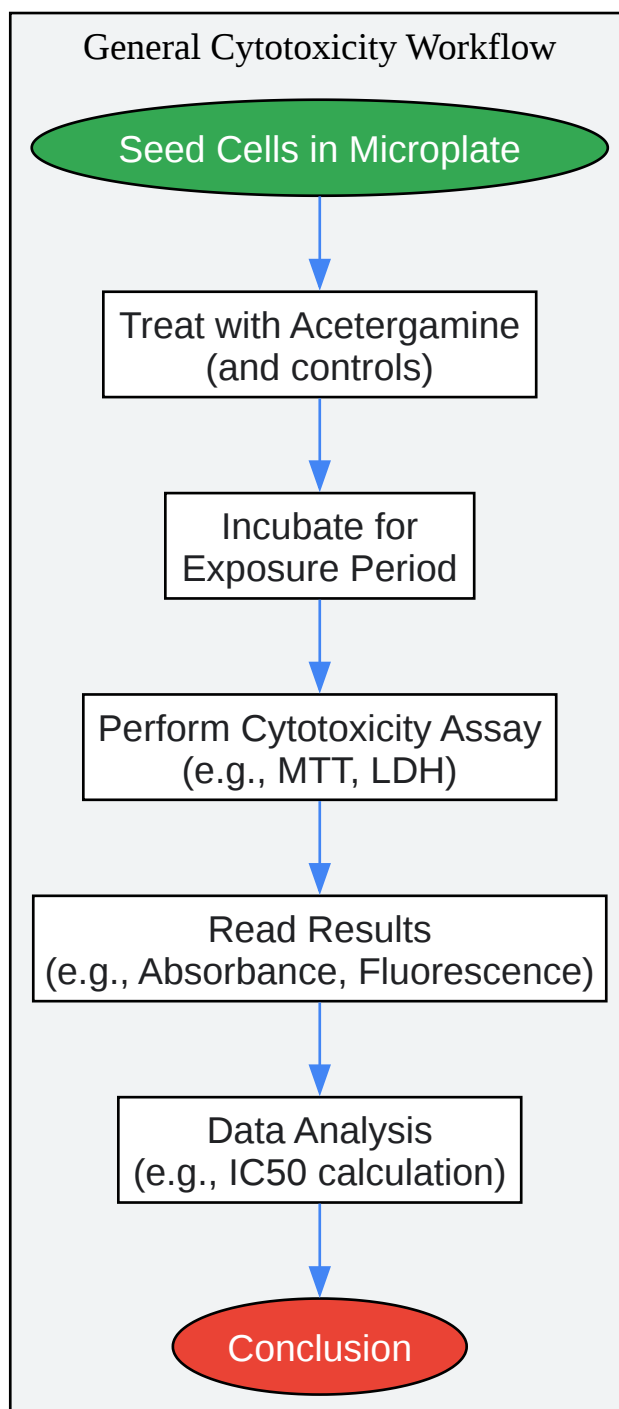 General Cytotoxicity Workflow
Seed Cells in Microplate
Treat with Acetergamine
(and controls)
Incubate for
Exposure Period
Perform Cytotoxicity Assay
(e.g., MTT, LDH)
Read Results
(e.g., Absorbance, Fluorescence)
Data Analysis
(e.g., IC50 calculation)
Conclusion